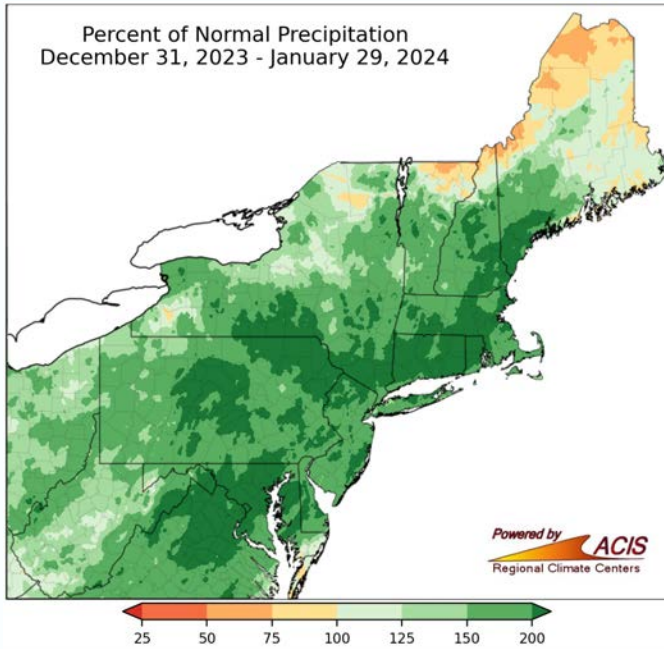 Percent of Normal Precipitation
December 31, 2023 - January 29, 2024
Powered by
ACIS
Regional Climate Centers
25 50 75 100 125 150 200